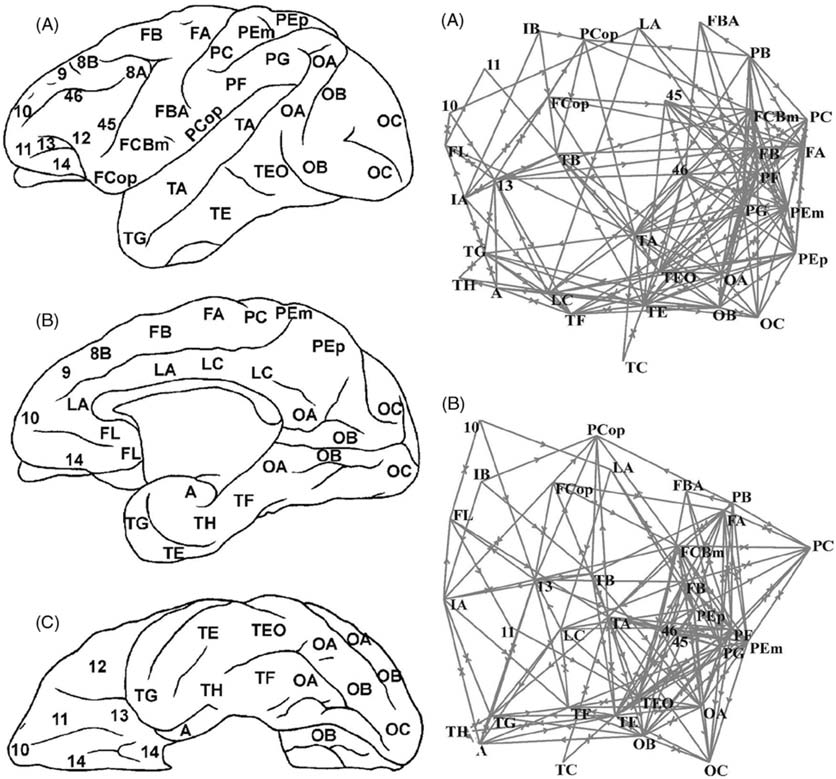 (A)
FB FA PEm PEp
8B PC PG OA
9 8A PF OB
10 46 FBA OC
45 PCop TA OA
11 13 12 FCBm
14 FCop TA TEO OB OC
TE
TG
(B)
FB FA PC PEm
8B PEp
9 LA LC LC
10 LA OA OC
FL OB
14 FL OA OB OC
A TF
TG TH
TE
(C)
12 TE TEO OA OA
TG TH TF OA OB OB
11 13
10 14 14 A OB OC
(A)
IB PCop LA FBA
11 PB
10 FCop 45 FCBm PC
FL TB FB FA
IA 13 46 PF
PG PEm
TG TA PEp
TH A LC TEO OA
TF TE OB OC
TC
(B)
10 PCop
IB LA
FL FCop FBA PB
FA
FCBm PC
IA 13 TB FB
11 LC TA PEp
46 45 PF
PG PEm
TH TG TF TE TEO OA
A OB
TC OC